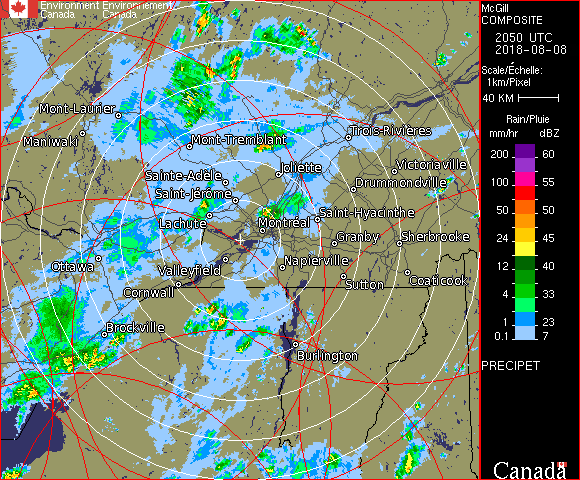 Environment Environnement
Canada Canada
McGill
COMPOSITE
2050 UTC
2018-08-08
Scale/Échelle:
1km/Pixel
40 KM
Rain/Pluie
mm/hr dBZ
200 60
100 55
50 50
24 45
12 40
4 33
1 23
0.1 7
PRECIPET
Canada
Mont-Laurier
Maniwaki
Mont-Tremblant
Trois-Rivières
Joliette
Victoriaville
Sainte-Adèle
Drummondville
Saint-Jérôme
Lachute
Saint-Hyacinthe
Montréal
Granby
Sherbrooke
Ottawa
Valleyfield
Napierville
Cornwall
Sutton
Coaticook
Brockville
Burlington